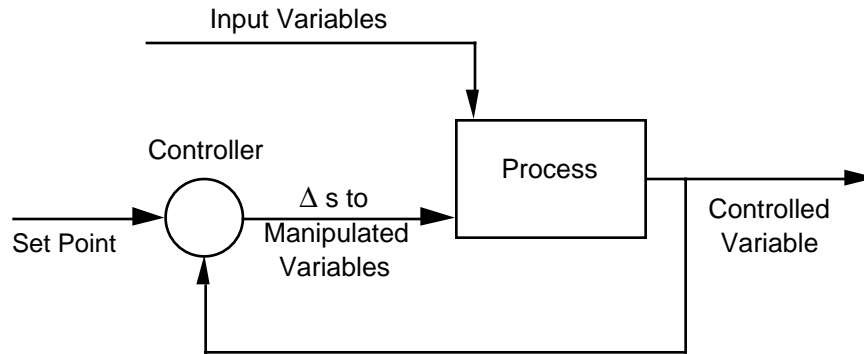 Input Variables
Controller
Process
Δ s to
Manipulated
Variables
Set Point
Controlled
Variable